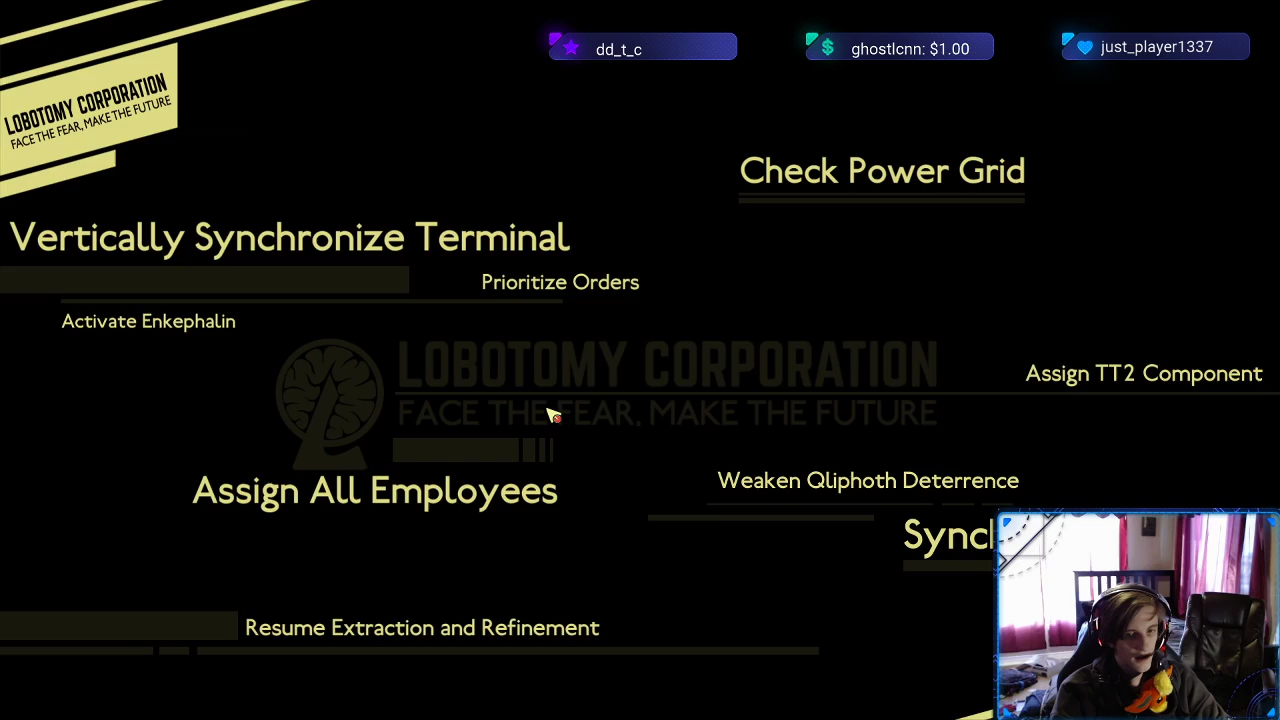 dd_t_c
ghostlcnn: $1.00
just_player1337
LOBOTOMY CORPORATION
FACE THE FEAR, MAKE THE FUTURE
Check Power Grid
Vertically Synchronize Terminal
Prioritize Orders
Activate Enkephalin
LOBOTOMY CORPORATION
FACE THE FEAR, MAKE THE FUTURE
Assign TT2 Component
Assign All Employees
Weaken Qliphoth Deterrence
Resume Extraction and Refinement